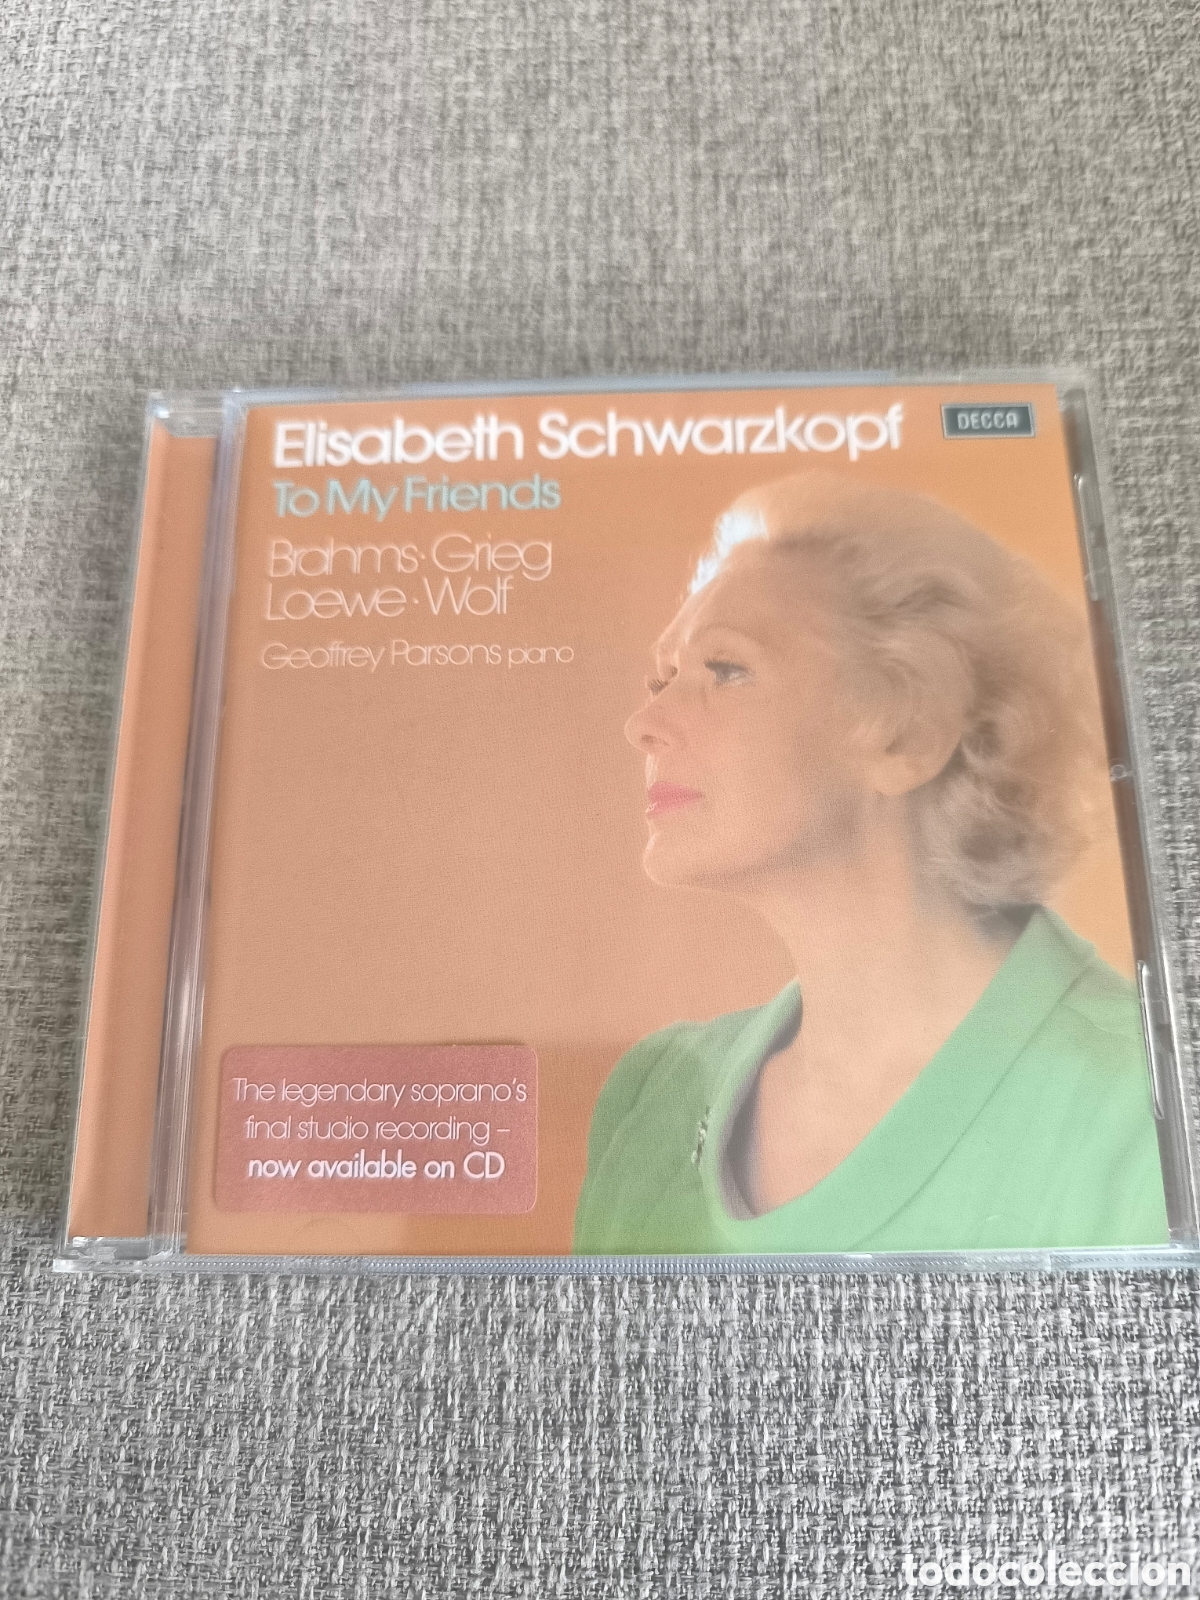 Elisabeth Schwarzkopf
DECCA
To My Friends
Brahms · Grieg
Loewe · Wolf
Geoffrey Parsons piano
The legendary soprano's
final studio recording –
now available on CD
todocoleccion